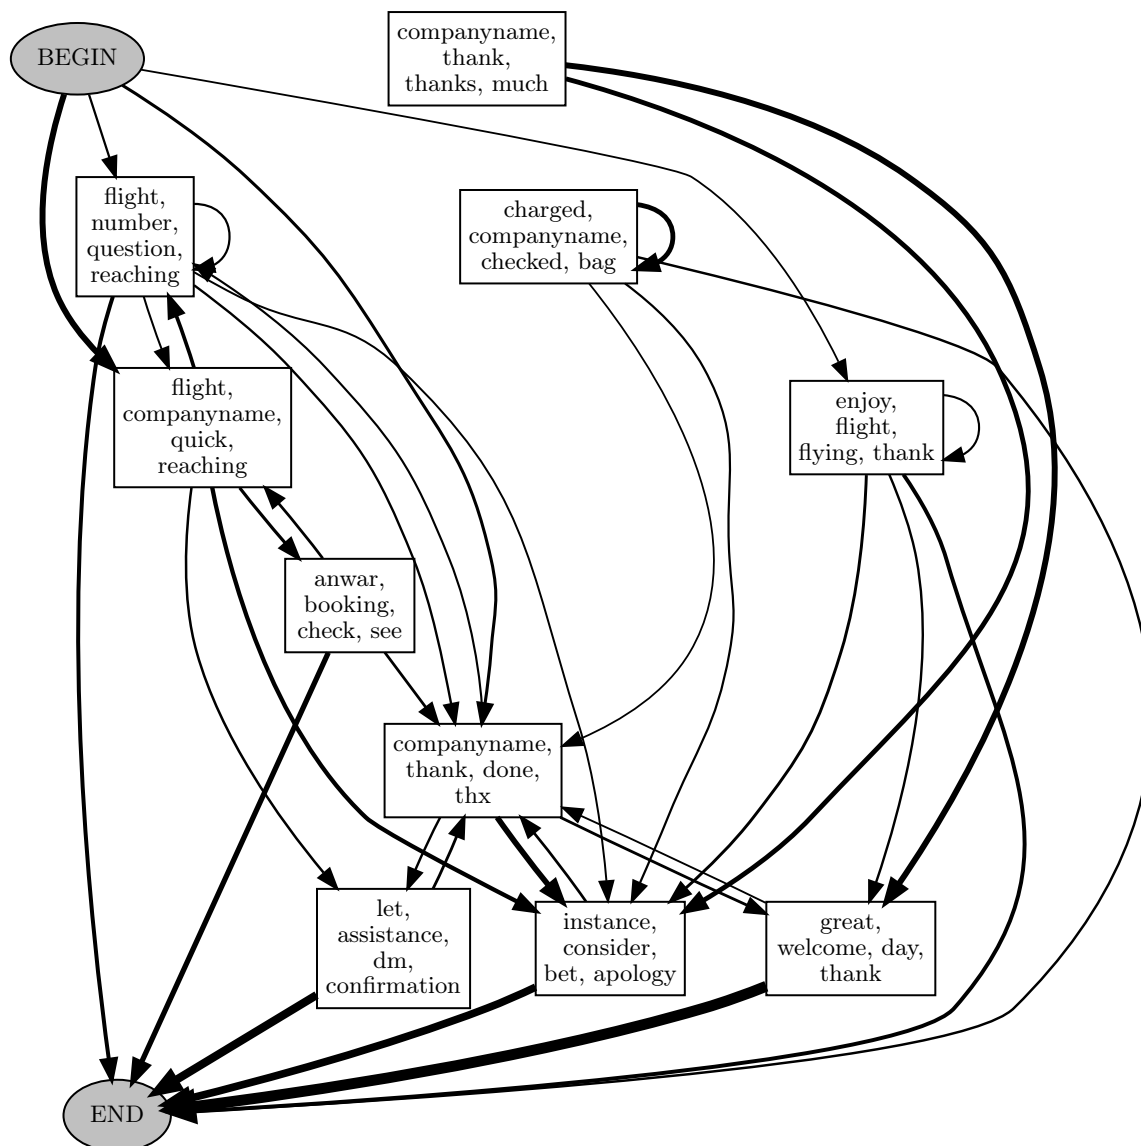 BEGIN
companyname,
thank,
thanks, much
flight,
number,
question,
reaching
charged,
companyname,
checked, bag
flight,
companyname,
quick,
reaching
enjoy,
flight,
flying, thank
anwar,
booking,
check, see
companyname,
thank, done,
thx
let,
assistance,
dm,
confirmation
instance,
consider,
bet, apology
great,
welcome, day,
thank
END